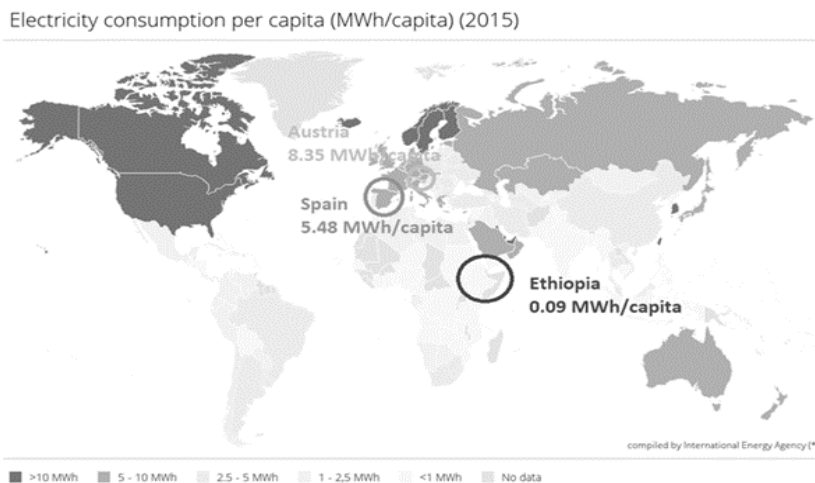 Electricity consumption per capita (MWh/capita) (2015)
Austria
8.35 MWh/capita
Spain
5.48 MWh/capita
Ethiopia
0.09 MWh/capita
compiled by International Energy Agency (*
>10 MWh 5 - 10 MWh 2.5 - 5 MWh 1 - 2,5 MWh <1 MWh No data